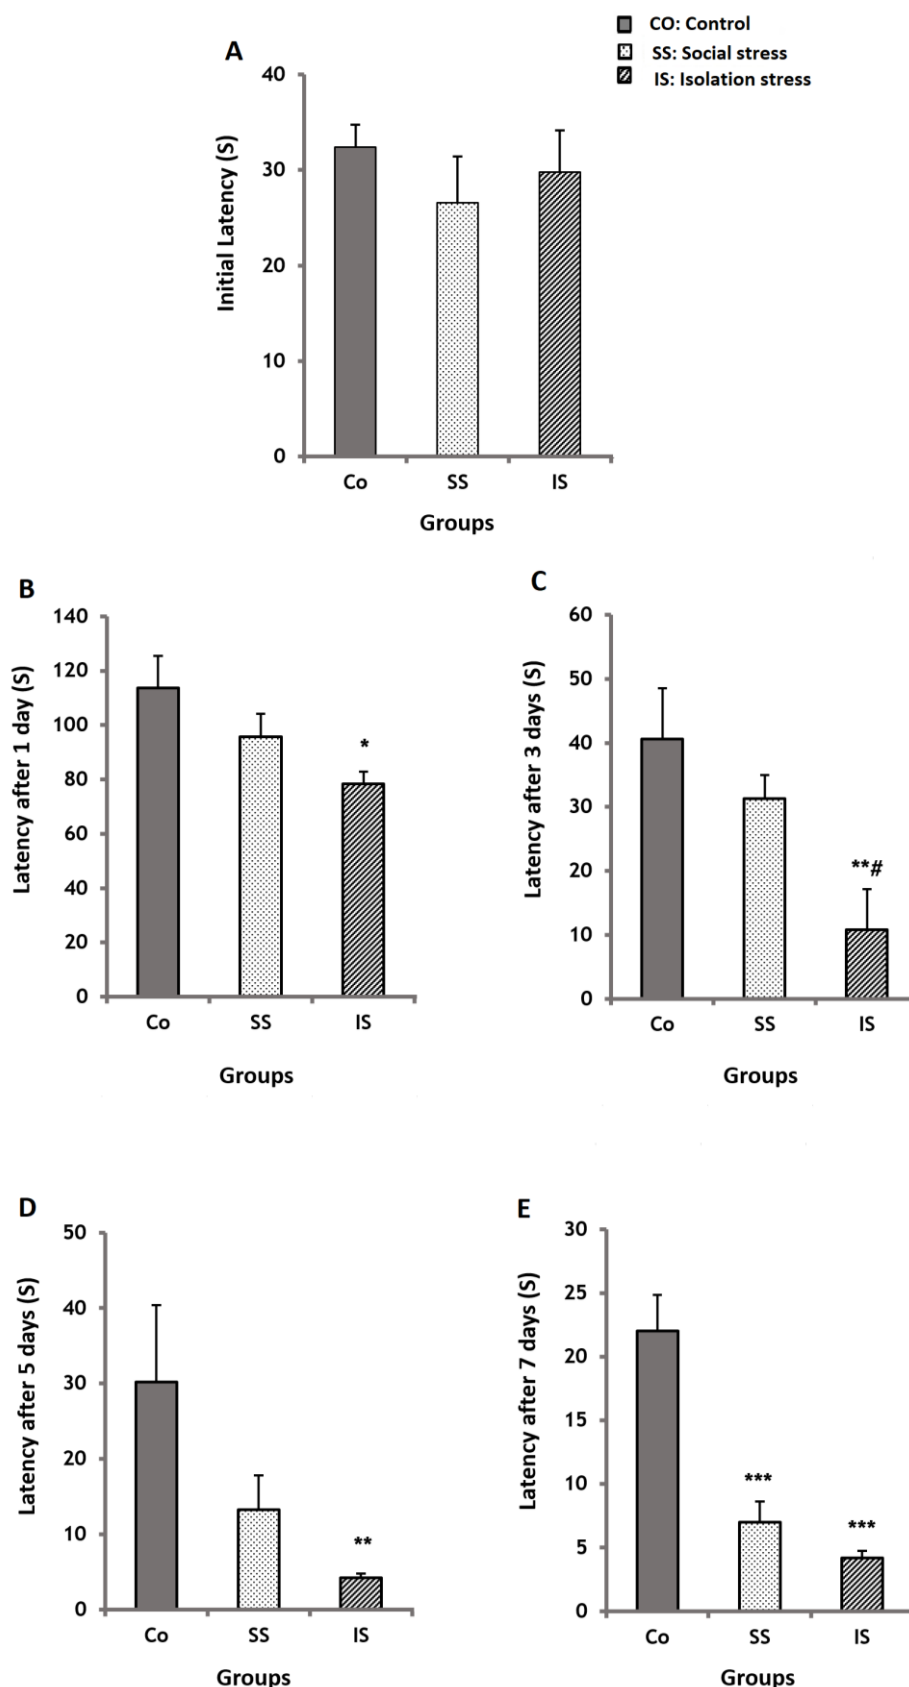 CO: Control
SS: Social stress
IS: Isolation stress
A
Initial Latency (S)
40
30
20
10
0
Co SS IS
Groups
B
Latency after 1 day (S)
140
120
100
80
60
40
20
0
*
Co SS IS
Groups
C
Latency after 3 days (S)
60
50
40
30
20
10
0
**#
Co SS IS
Groups
D
Latency after 5 days (S)
50
40
30
20
10
0
**
Co SS IS
Groups
E
Latency after 7 days (S)
30
25
20
15
10
5
0
***
***
Co SS IS
Groups